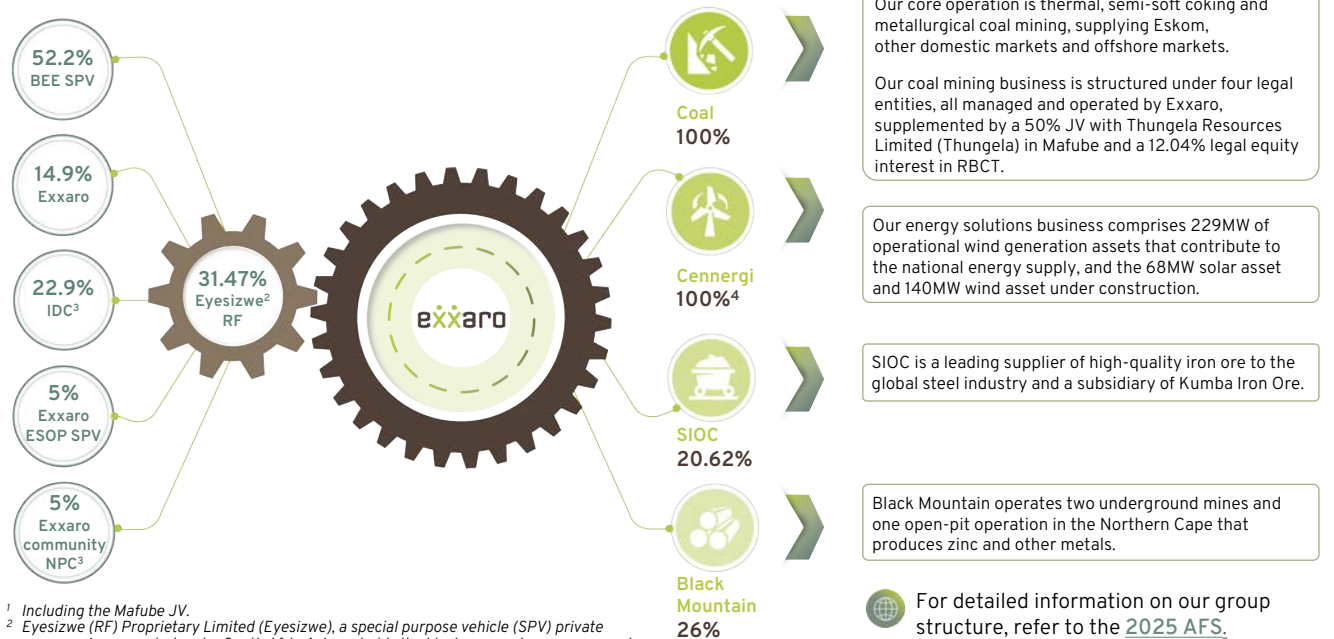 52.2%
BEE SPV
14.9%
Exxaro
22.9%
IDC³
5%
Exxaro
ESOP SPV
5%
Exxaro
community
NPC³
31.47%
Eyesizwe²
RF
exxaro
Coal
100%
Cennergi
100%⁴
SIOC
20.62%
Black
Mountain
26%
Our core operation is thermal, semi-soft coking and
metallurgical coal mining, supplying Eskom,
other domestic markets and offshore markets.
Our coal mining business is structured under four legal
entities, all managed and operated by Exxaro,
supplemented by a 50% JV with Thungela Resources
Limited (Thungela) in Mafube and a 12.04% legal equity
interest in RBCT.
Our energy solutions business comprises 229MW of
operational wind generation assets that contribute to
the national energy supply, and the 68MW solar asset
and 140MW wind asset under construction.
SIOC is a leading supplier of high-quality iron ore to the
global steel industry and a subsidiary of Kumba Iron Ore.
Black Mountain operates two underground mines and
one open-pit operation in the Northern Cape that
produces zinc and other metals.
For detailed information on our group
structure, refer to the 2025 AFS.
¹ Including the Mafube JV.
² Eyesizwe (RF) Proprietary Limited (Eyesizwe), a special purpose vehicle (SPV) private